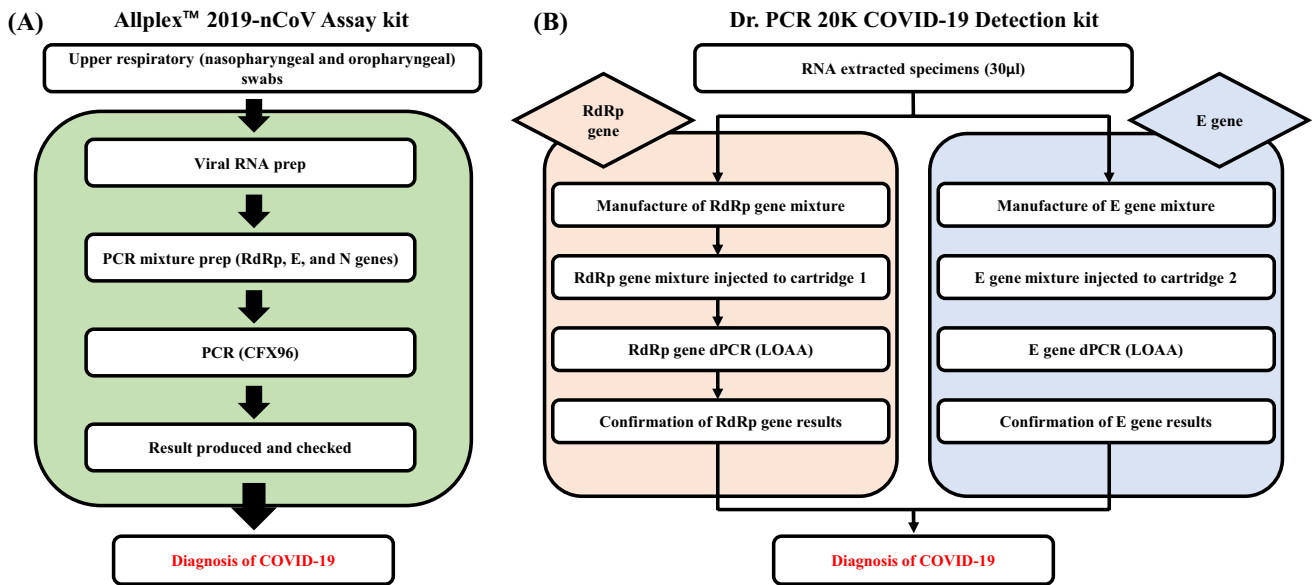 (A)
Allplex™ 2019-nCoV Assay kit
Upper respiratory (nasopharyngeal and oropharyngeal)
swabs
Viral RNA prep
PCR mixture prep (RdRp, E, and N genes)
PCR (CFX96)
Result produced and checked
Diagnosis of COVID-19
(B)
Dr. PCR 20K COVID-19 Detection kit
RNA extracted specimens (30μl)
RdRp
gene
Manufacture of RdRp gene mixture
RdRp gene mixture injected to cartridge 1
RdRp gene dPCR (LOAA)
Confirmation of RdRp gene results
E gene
Manufacture of E gene mixture
E gene mixture injected to cartridge 2
E gene dPCR (LOAA)
Confirmation of E gene results
Diagnosis of COVID-19